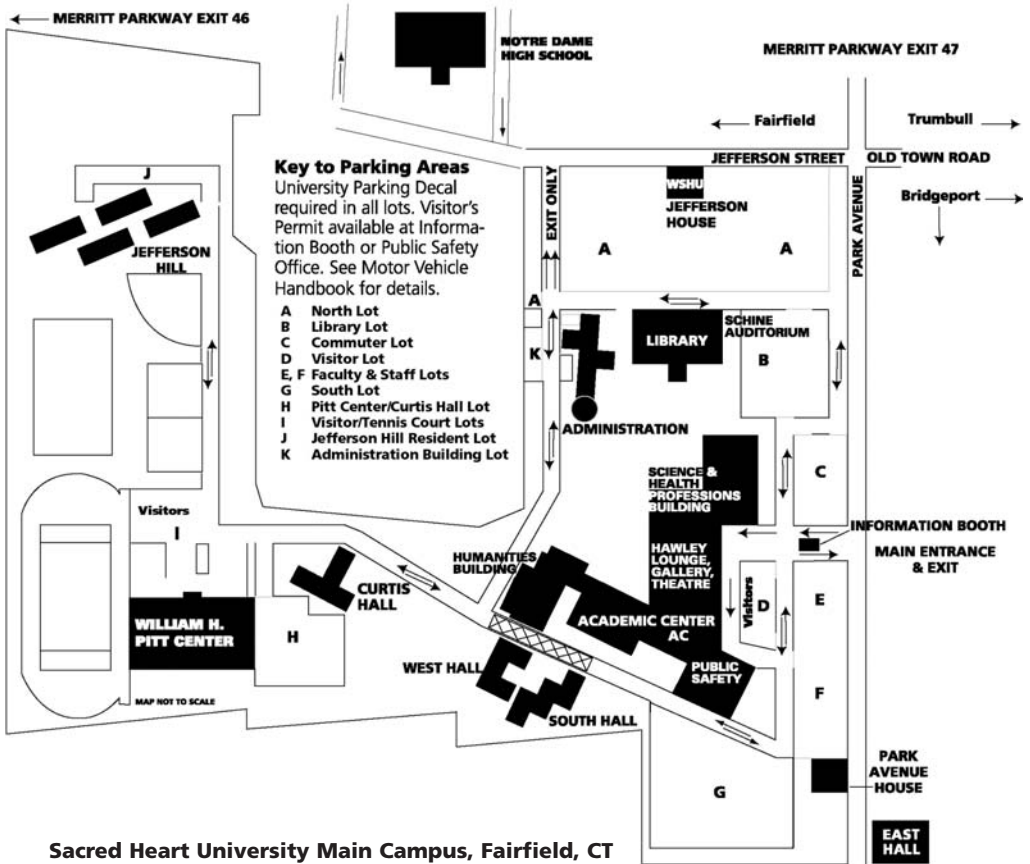 MERRITT PARKWAY EXIT 46
NOTRE DAME
HIGH SCHOOL
MERRITT PARKWAY EXIT 47
Fairfield
Trumbull
JEFFERSON STREET
OLD TOWN ROAD
Bridgeport
PARK AVENUE
EXIT ONLY
WSHU
JEFFERSON
HOUSE
A
A
Key to Parking Areas
University Parking Decal
required in all lots. Visitor's
Permit available at Informa-
tion Booth or Public Safety
Office. See Motor Vehicle
Handbook for details.
A North Lot
B Library Lot
C Commuter Lot
D Visitor Lot
E, F Faculty & Staff Lots
G South Lot
H Pitt Center/Curtis Hall Lot
I Visitor/Tennis Court Lots
J Jefferson Hill Resident Lot
K Administration Building Lot
J
JEFFERSON
HILL
A
K
LIBRARY
SCHINE
AUDITORIUM
B
ADMINISTRATION
SCIENCE &
HEALTH
PROFESSIONS
BUILDING
C
INFORMATION BOOTH
MAIN ENTRANCE
& EXIT
Visitors
I
HUMANITIES
BUILDING
HAWLEY
LOUNGE,
GALLERY,
THEATRE
Visitors
D
E
CURTIS
HALL
ACADEMIC CENTER
AC
WILLIAM H.
PITT CENTER
H
WEST HALL
PUBLIC
SAFETY
F
MAP NOT TO SCALE
SOUTH HALL
PARK
AVENUE
HOUSE
G
EAST
HALL
Sacred Heart University Main Campus, Fairfield, CT